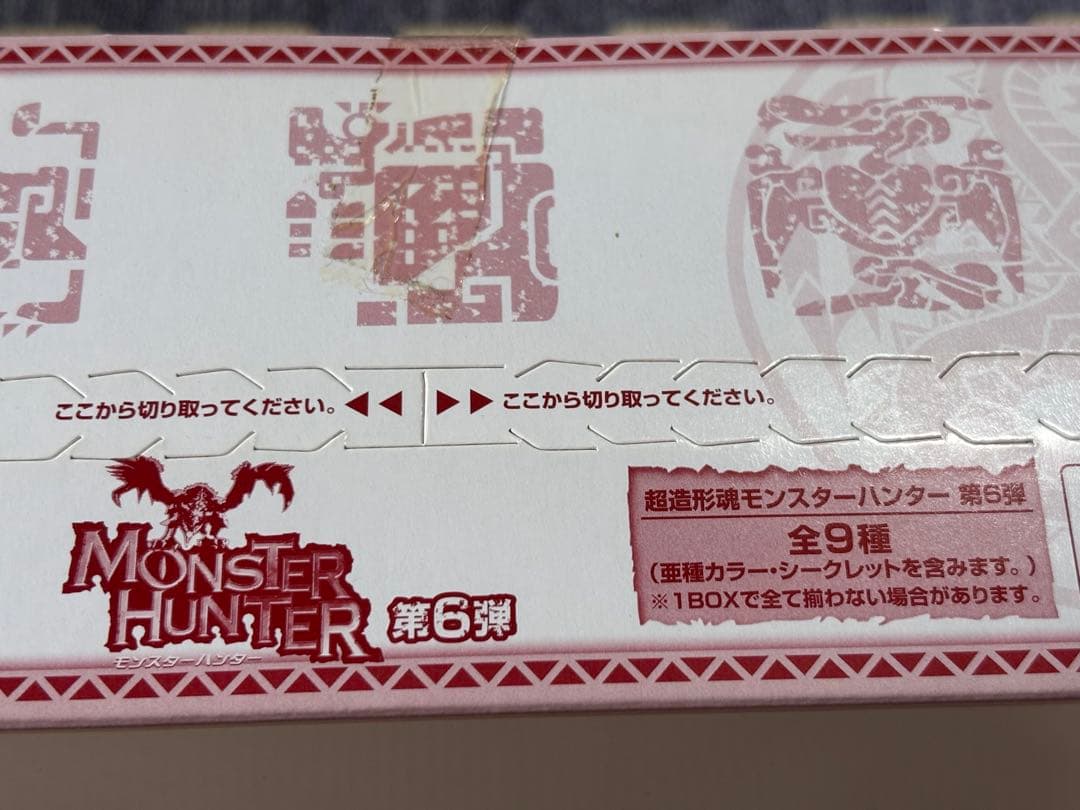 ここから切り取ってください。◀◀
▶▶ここから切り取ってください。
MONSTER
HUNTER
モンスターハンター
第6弾
超造形魂モンスターハンター 第6弾
全9種
(亜種カラー・シークレットを含みます。)
※1BOXで全て揃わない場合があります。